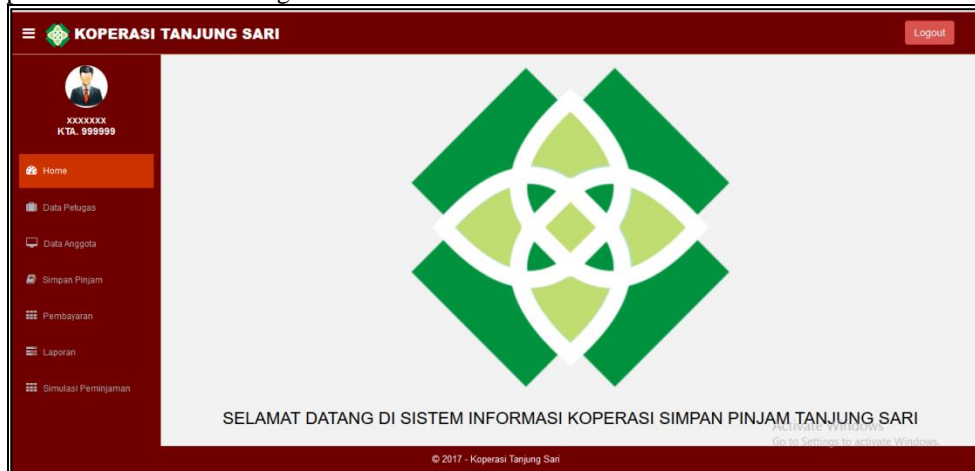 KOPERASI TANJUNG SARI
Logout
xxxxxxx
KTA. 999999
Home
Data Petugas
Data Anggota
Simpan Pinjam
Pembayaran
Laporan
Simulasi Peminjaman
SELAMAT DATANG DI SISTEM INFORMASI KOPERASI SIMPAN PINJAM TANJUNG SARI
Activate Windows
Go to Settings to activate Windows.
© 2017 - Koperasi Tanjung Sari